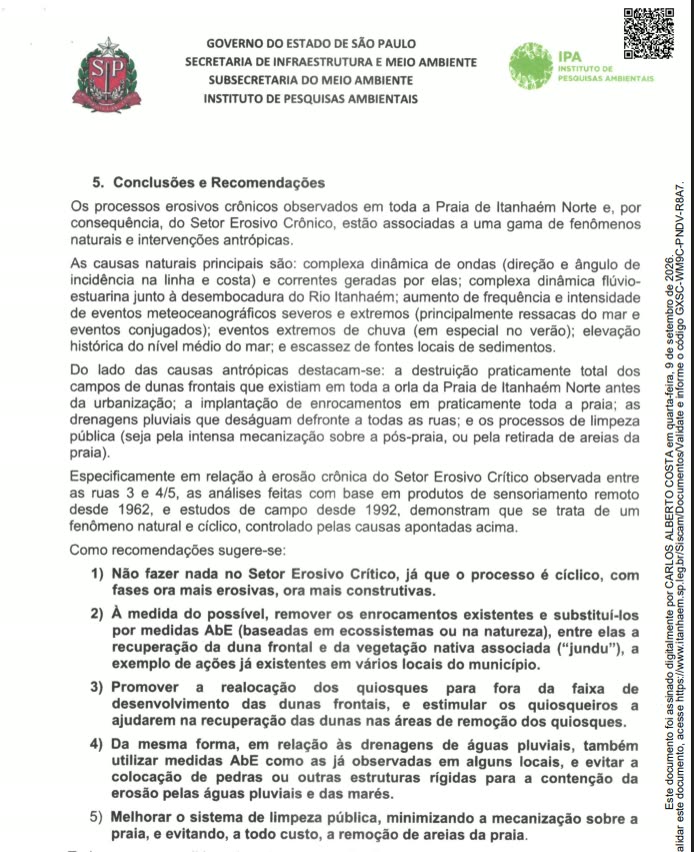 GOVERNO DO ESTADO DE SÃO PAULO
SECRETARIA DE INFRAESTRUTURA E MEIO AMBIENTE
SUBSECRETARIA DO MEIO AMBIENTE
INSTITUTO DE PESQUISAS AMBIENTAIS
SP
IPA
INSTITUTO DE
PESQUISAS AMBIENTAIS
5. Conclusões e Recomendações
Os processos erosivos crônicos observados em toda a Praia de Itanhaém Norte e, por
consequência, do Setor Erosivo Crônico, estão associadas a uma gama de fenômenos
naturais e intervenções antrópicas.
As causas naturais principais são: complexa dinâmica de ondas (direção e ângulo de
incidência na linha e costa) e correntes geradas por elas; complexa dinâmica flúvio-
estuarina junto à desembocadura do Rio Itanhaém; aumento de frequência e intensidade
de eventos meteoceanográficos severos e extremos (principalmente ressacas do mar e
eventos conjugados); eventos extremos de chuva (em especial no verão); elevação
histórica do nível médio do mar; e escassez de fontes locais de sedimentos.
Do lado das causas antrópicas destacam-se: a destruição praticamente total dos
campos de dunas frontais que existiam em toda a orla da Praia de Itanhaém Norte antes
da urbanização; a implantação de enrocamentos em praticamente toda a praia; as
drenagens pluviais que deságuam defronte a todas as ruas; e os processos de limpeza
pública (seja pela intensa mecanização sobre a pós-praia, ou pela retirada de areias da
praia).
Especificamente em relação à erosão crônica do Setor Erosivo Crítico observada entre
as ruas 3 e 4/5, as análises feitas com base em produtos de sensoriamento remoto
desde 1962, e estudos de campo desde 1992, demonstram que se trata de um
fenômeno natural e cíclico, controlado pelas causas apontadas acima.
Como recomendações sugere-se:
1) Não fazer nada no Setor Erosivo Crítico, já que o processo é cíclico, com
fases ora mais erosivas, ora mais construtivas.
2) À medida do possível, remover os enrocamentos existentes e substituí-los
por medidas AbE (baseadas em ecossistemas ou na natureza), entre elas a
recuperação da duna frontal e da vegetação nativa associada (“jundu”), a
exemplo de ações já existentes em vários locais do município.
3) Promover a realocação dos quiosques para fora da faixa de
desenvolvimento das dunas frontais, e estimular os quiosqueiros a
ajudarem na recuperação das dunas nas áreas de remoção dos quiosques.
4) Da mesma forma, em relação às drenagens de águas pluviais, também
utilizar medidas AbE como as já observadas em alguns locais, e evitar a
colocação de pedras ou outras estruturas rígidas para a contenção da
erosão pelas águas pluviais e das marés.
5) Melhorar o sistema de limpeza pública, minimizando a mecanização sobre a
praia, e evitando, a todo custo, a remoção de areias da praia.
Este documento foi assinado digitalmente por CARLOS ALBERTO COSTA em quarta-feira, 9 de setembro de 2026.
alidar este documento, acesse https://www.itanhaem.sp.leg.br/Siscam/Documentos/Validate e informe o código GXSC-WM9C-PNDV-R8A7.